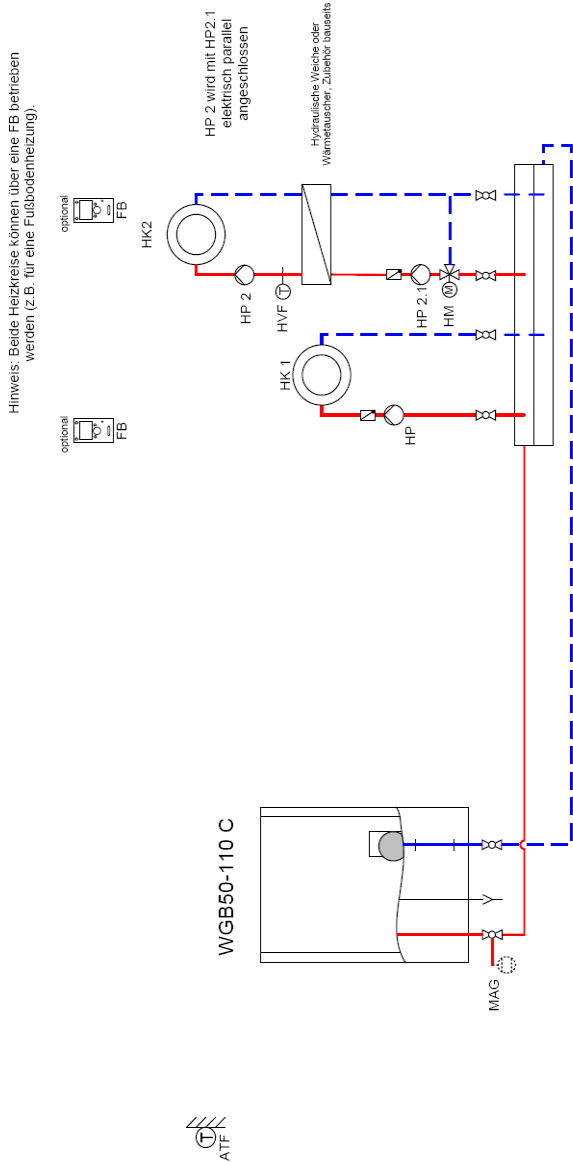 Hinweis: Beide Heizkreise können über eine FB betrieben
werden (z.B. für eine Fußbodenheizung).
optional
FB
optional
FB
HK2
HP 2 wird mit HP2.1
elektrisch parallel
angeschlossen
HP 2
HVF
T
Hydraulische Weiche oder
Wärmetauscher, Zubehör bauseits
HP 2.1
HM
M
HK 1
HP
WGB50-110 C
MAG
T
ATF